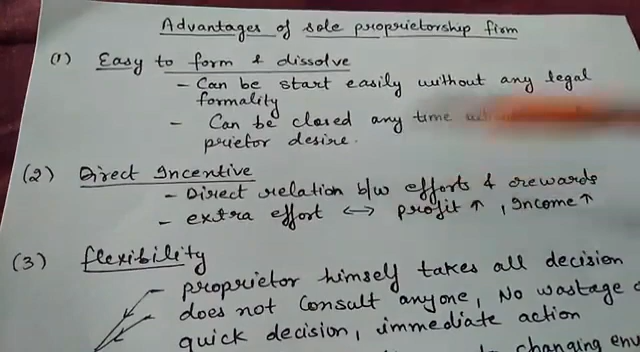 Advantages of sole proprietorship firm
(1) Easy to form & dissolve
- Can be start easily without any legal
formality
- Can be closed any time
prietor desire.
(2) Direct Incentive
- Direct relation b/w efforts & rewards
- extra effort ↔ profit ↑, Income ↑
(3) flexibility
proprietor himself takes all decision
does not consult anyone, No wastage
quick decision, immediate action
changing env